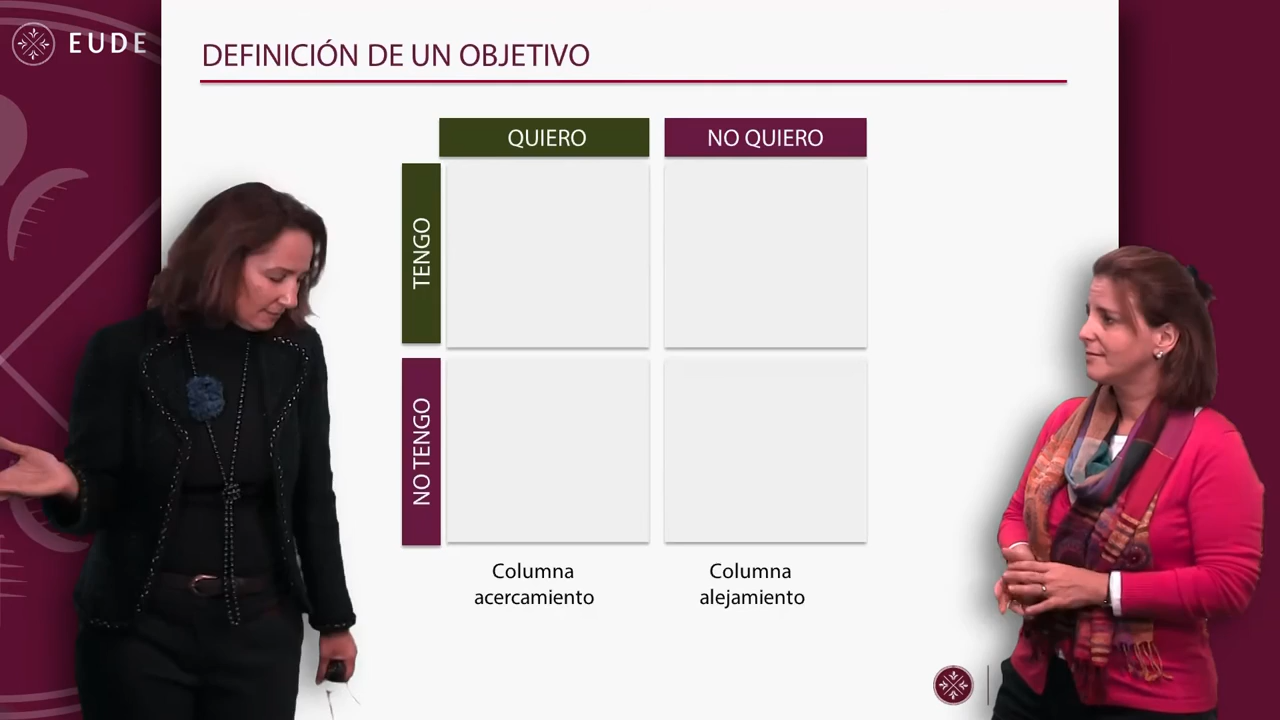 EUDE
DEFINICIÓN DE UN OBJETIVO
QUIERO
NO QUIERO
TENGO
NO TENGO
Columna
acercamiento
Columna
alejamiento